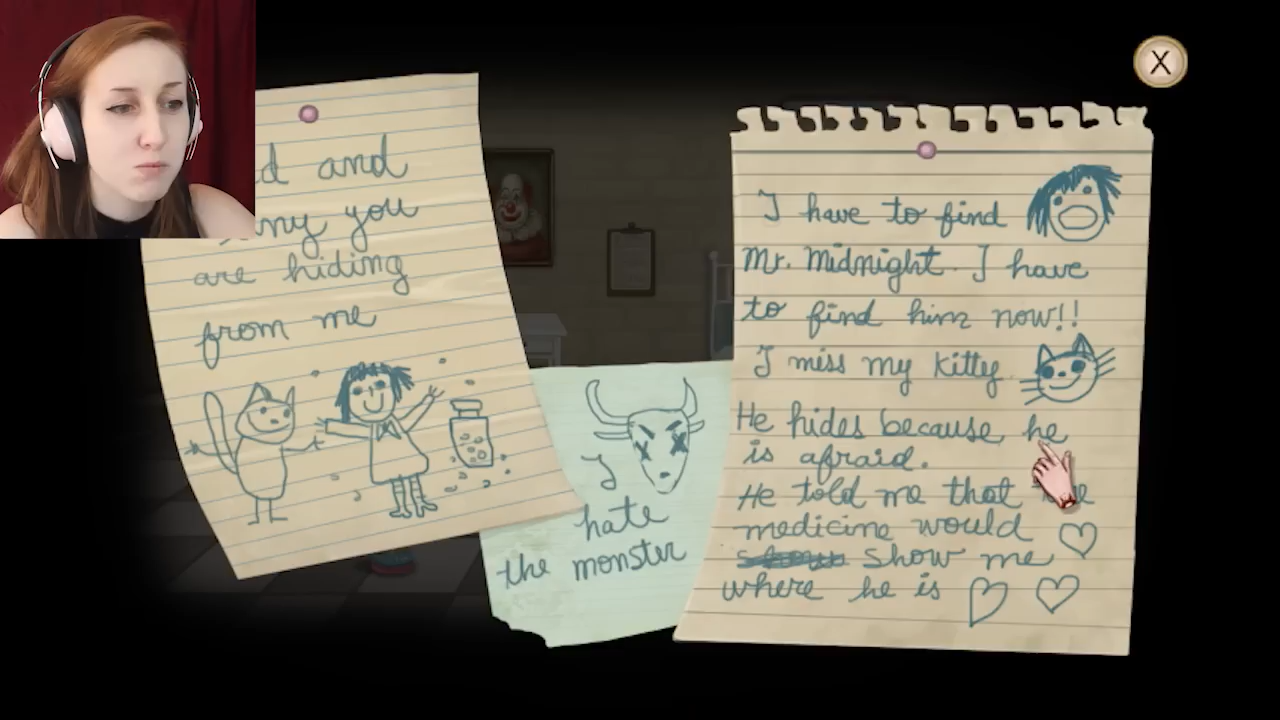 and
you
are hiding
from me
I
hate
the monster
I have to find
Mr. Midnight. I have
to find him now!!
I miss my kitty
He hides because he
is afraid.
He told me that
medicine would
show me
where he is
X